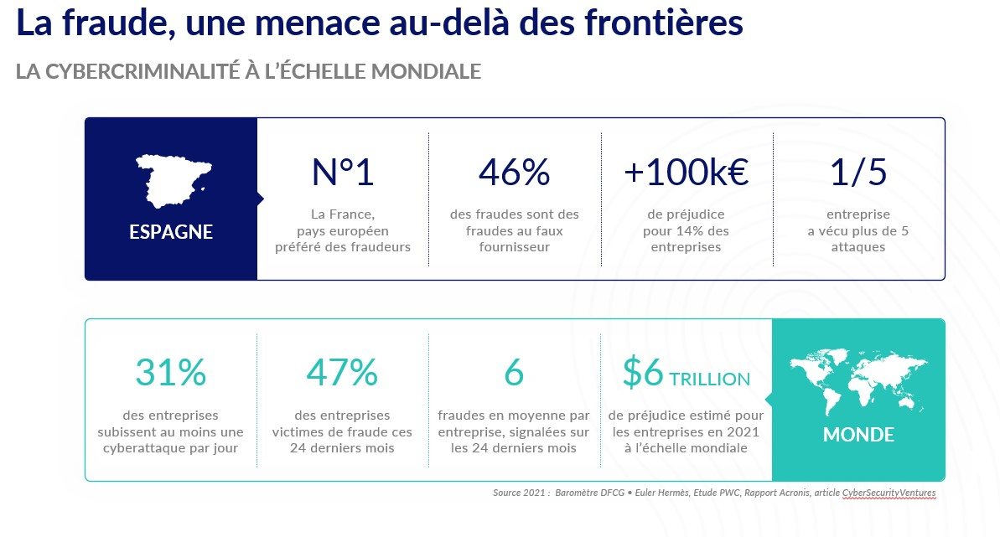 La fraude, une menace au-delà des frontières
LA CYBERCRIMINALITÉ À L'ÉCHELLE MONDIALE
ESPAGNE
N°1
La France,
pays européen
préféré des fraudeurs
46%
des fraudes sont des
fraudes au faux
fournisseur
+100k€
de préjudice
pour 14% des
entreprises
1/5
entreprise
a vécu plus de 5
attaques
31%
des entreprises
subissent au moins une
cyberattaque par jour
47%
des entreprises
victimes de fraude ces
24 derniers mois
6
fraudes en moyenne par
entreprise, signalées sur
les 24 derniers mois
$6 TRILLION
de préjudice estimé pour
les entreprises en 2021
à l'échelle mondiale
MONDE
Source 2021 : Baromètre DFCG • Euler Hermès, Etude PWC, Rapport Acronis, article CyberSecurityVentures